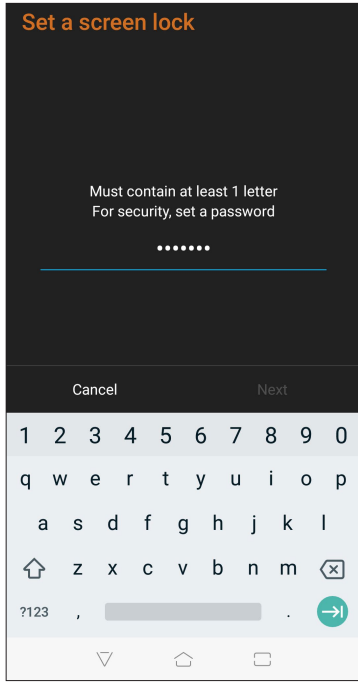 Set a screen lock
Must contain at least 1 letter
For security, set a password
•••••••
Cancel Next
1 2 3 4 5 6 7 8 9 0
q w e r t y u i o p
a s d f g h j k l
z x c v b n m
?123 , .